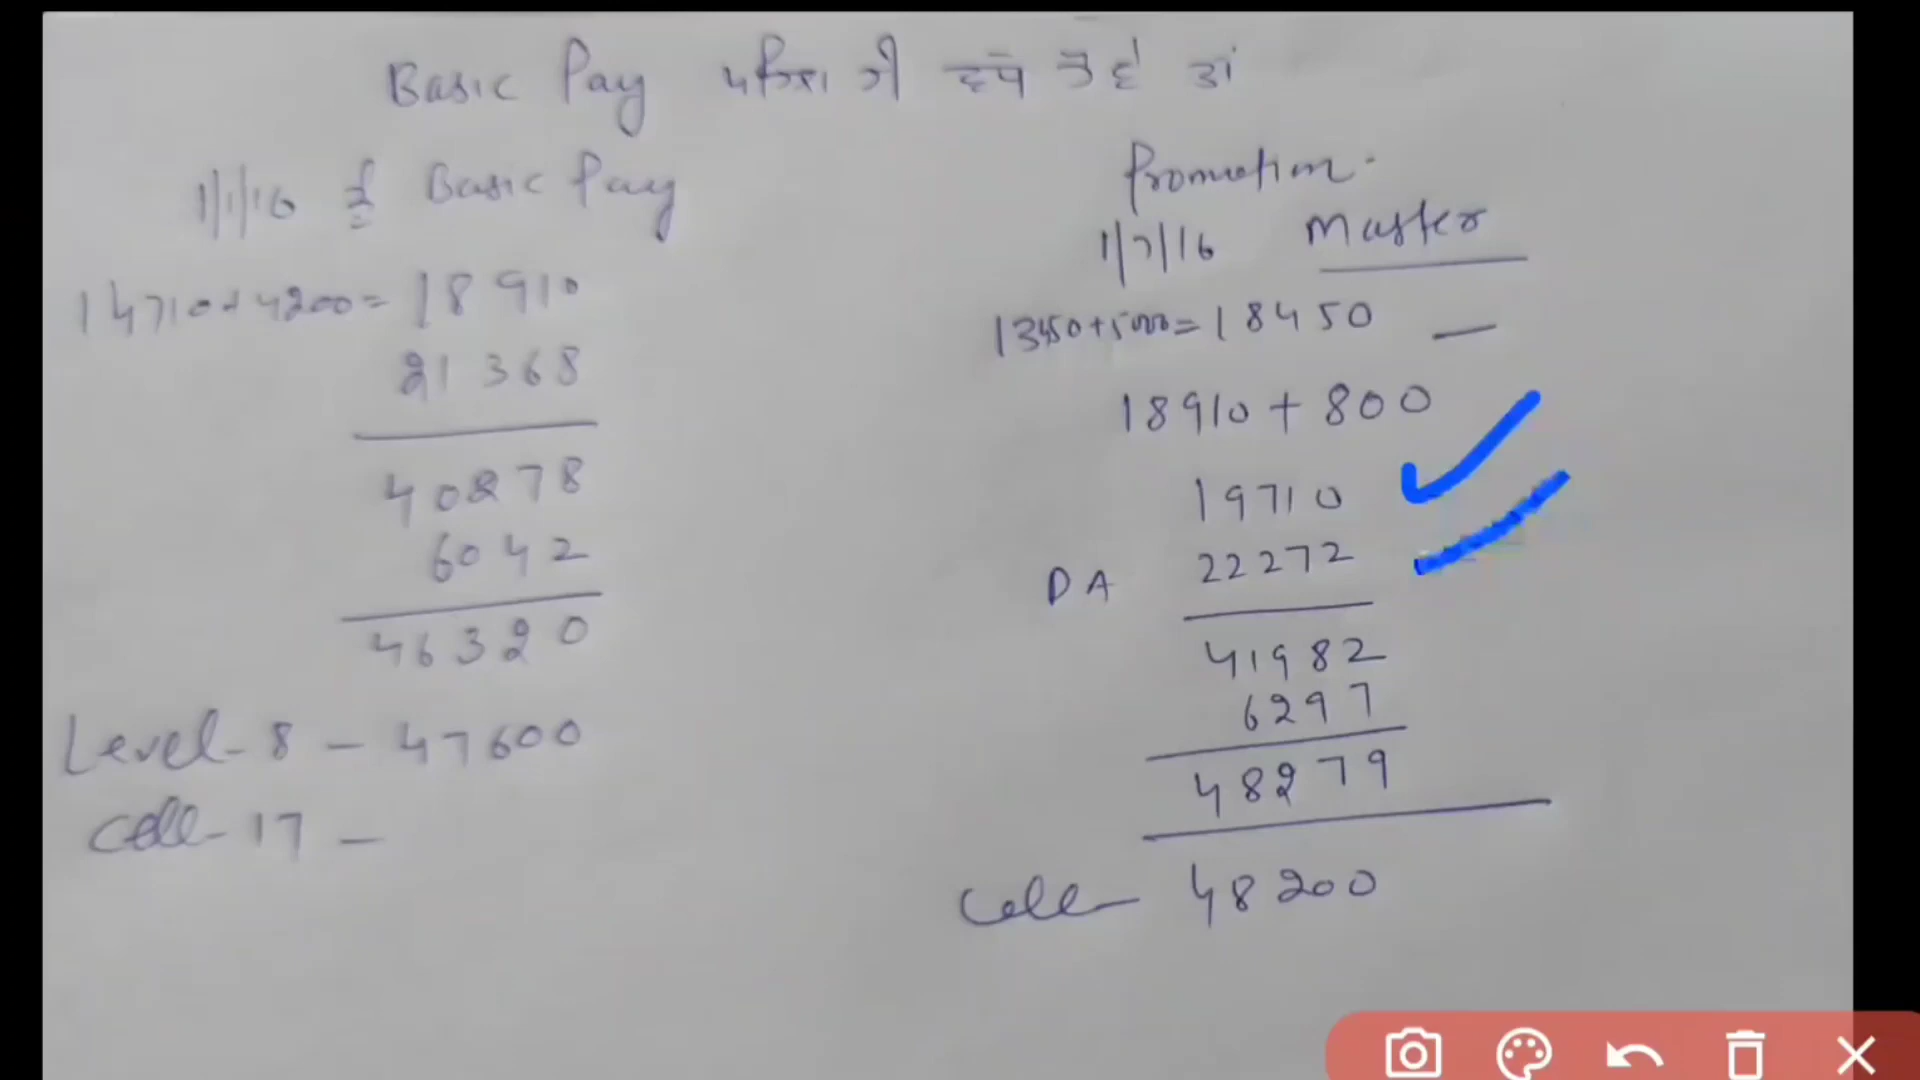 Basic Pay
1/1/16 ਦੀ Basic Pay
14710+4200=18910
21368
40278
6042
46320
Level-8 - 47600
Cell-17 -
Promotion.
1/7/16 Master
13450+5000=18450 —
18910+800
19710
DA 22272
41982
6297
48279
Cell- 48200